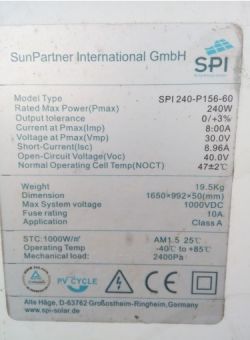 SunPartner International GmbH
SPI
Model Type SPI 240-P156-60
Rated Max Power(Pmax) 240W
Output tolerance 0/+3%
Current at Pmax(Imp) 8:00A
Voltage at Pmax(Vmp) 30.0V
Short-Current(Isc) 8.96A
Open-Circuit Voltage(Voc) 40.0V
Normal Operating Cell Temp(NOCT) 47±2℃
Weight 19.5Kg
Dimension 1650×992×50(mm)
Max System voltage 1000VDC
Fuse rating 10A
Application Class A
STC:1000W/㎡ AM1.5 25℃
Operating Temp -40℃ to +85℃
Mechanical load: 2400Pa
PV CYCLE
CE
Alte Häge, D-63762 Großostheim-Ringheim,Germany
www.spi-solar.de